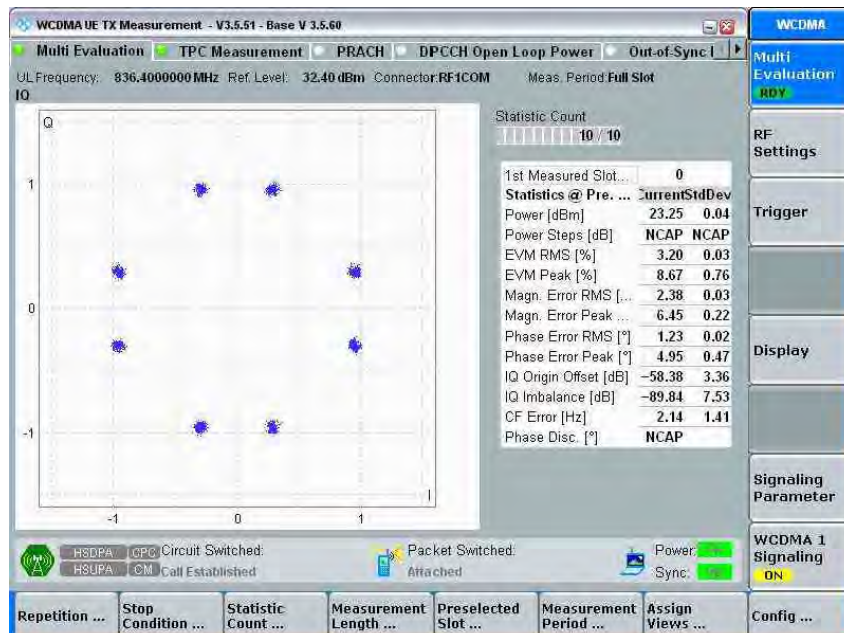 WCDMA UE TX Measurement - V3.5.51 - Base V 3.5.60
WCDMA
Multi Evaluation TPC Measurement PRACH DPCCH Open Loop Power Out-of-Sync
UL Frequency: 836.4000000 MHz Ref. Level: 32.40 dBm Connector:RF1COM Meas. Period:Full Slot
IQ
Q
1
0
-1
-1 0 1
I
Statistic Count
10 / 10
1st Measured Slot... 0
Statistics @ Pre. ... Current StdDev
Power [dBm] 23.25 0.04
Power Steps [dB] NCAP NCAP
EVM RMS [%] 3.20 0.03
EVM Peak [%] 8.67 0.76
Magn. Error RMS [... 2.38 0.03
Magn. Error Peak ... 6.45 0.22
Phase Error RMS [°] 1.23 0.02
Phase Error Peak [°] 4.95 0.47
IQ Origin Offset [dB] −58.38 3.36
IQ Imbalance [dB] −89.84 7.53
CF Error [Hz] 2.14 1.41
Phase Disc. [°] NCAP
Multi
Evaluation
RDY
RF
Settings
Trigger
Display
Signaling
Parameter
WCDMA 1
Signaling
ON
HSDPA CPC Circuit Switched: Packet Switched: Power:
HSUPA CM Call Established Attached Sync:
Repetition ...
Stop
Condition ...
Statistic
Count ...
Measurement
Length ...
Preselected
Slot ...
Measurement
Period ...
Assign
Views ...
Config ...